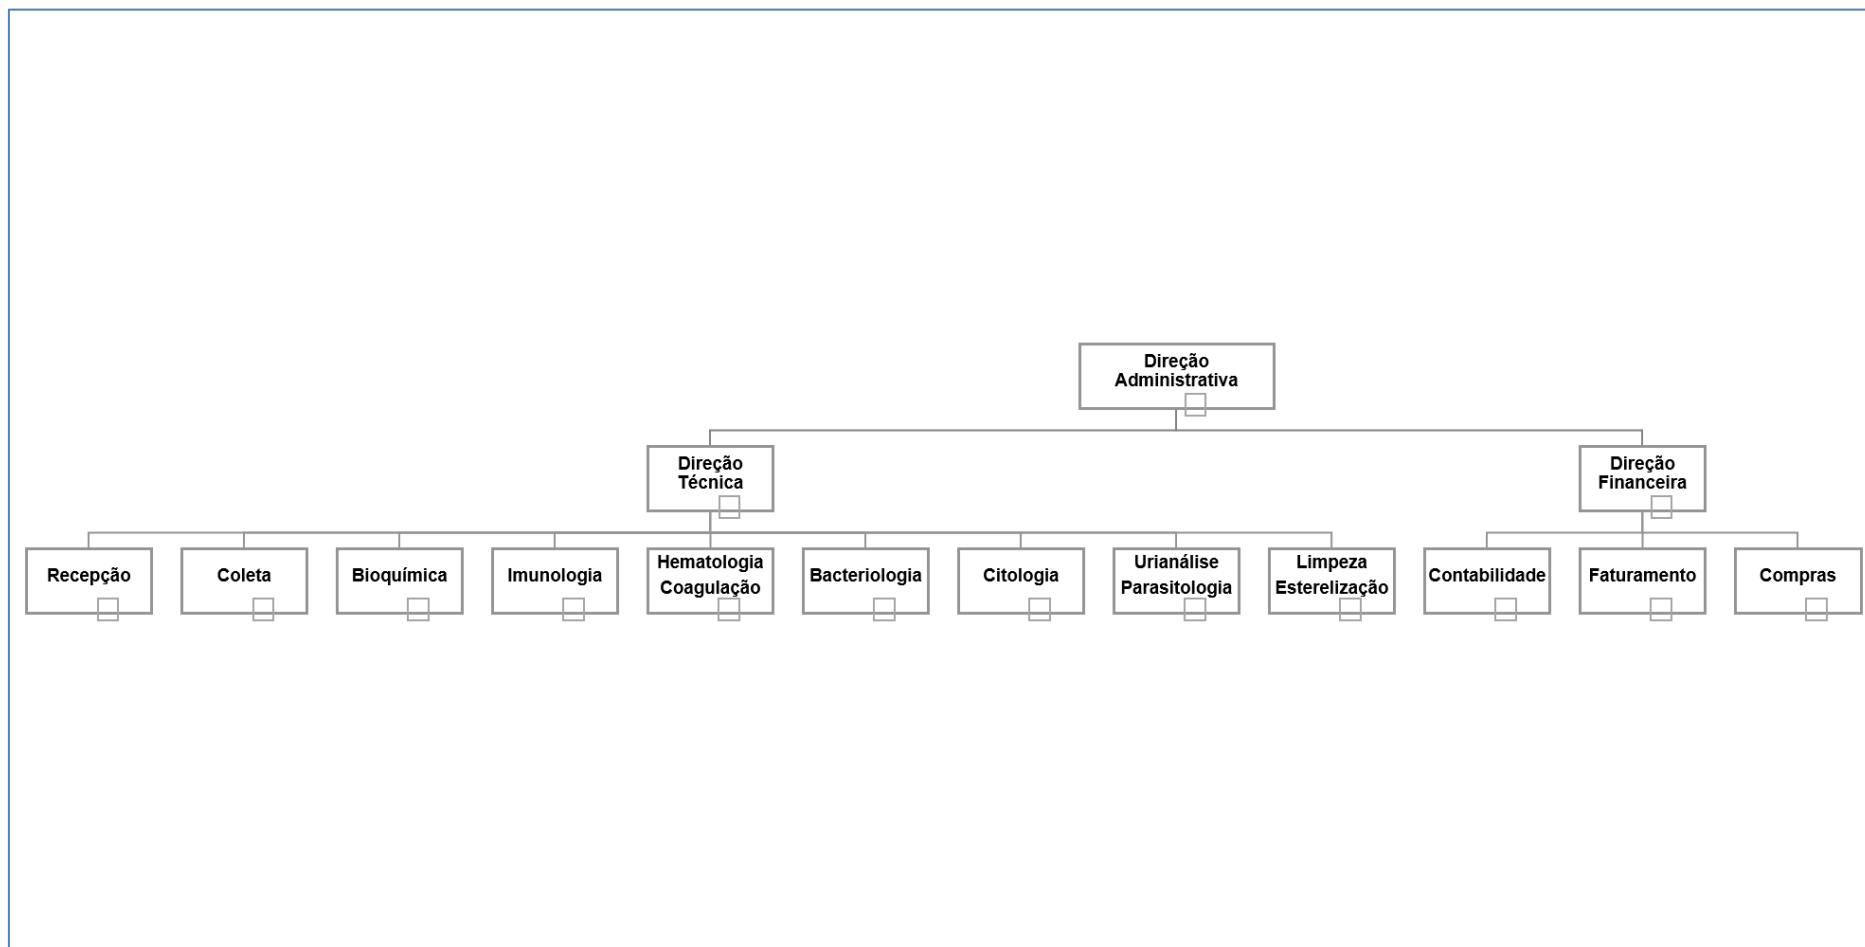 Direção
Administrativa
Direção
Técnica
Direção
Financeira
Recepção
Coleta
Bioquímica
Imunologia
Hematologia
Coagulação
Bacteriologia
Citologia
Urianálise
Parasitologia
Limpeza
Esterelização
Contabilidade
Faturamento
Compras